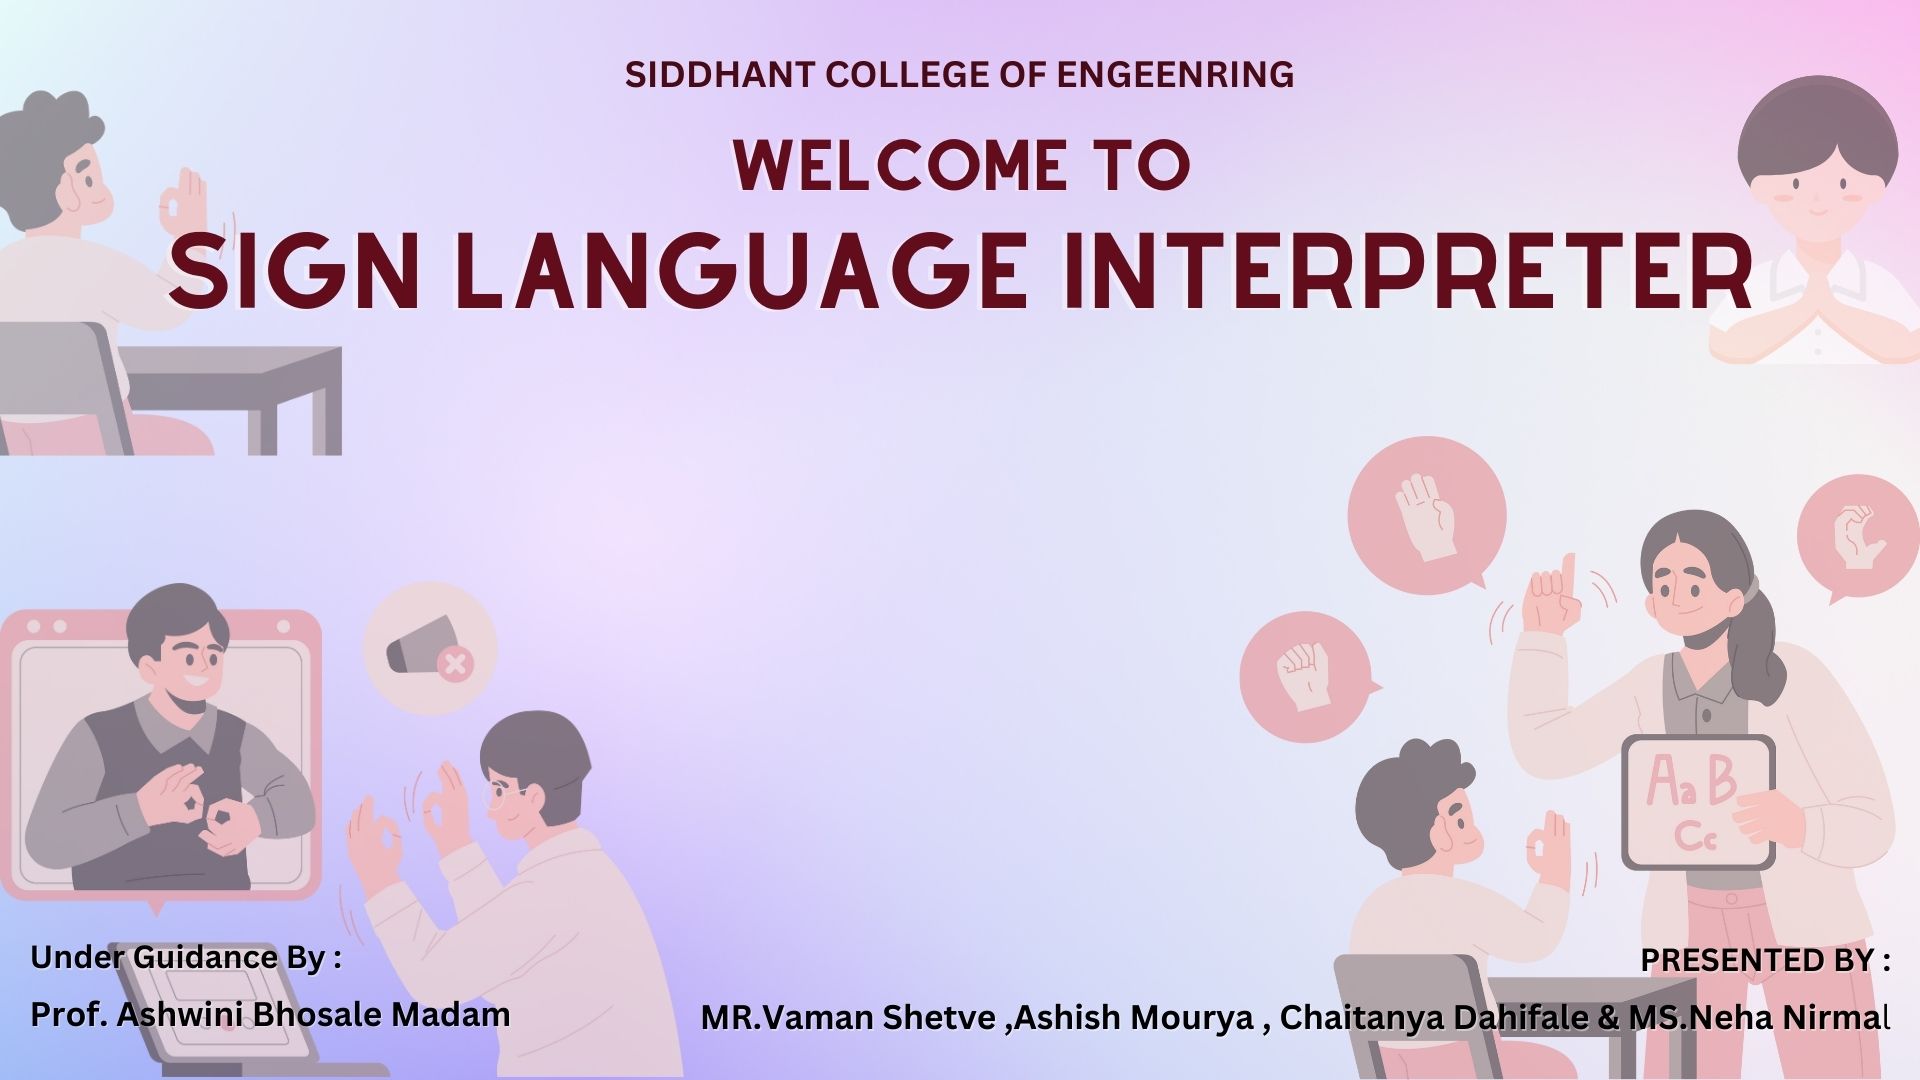 SIDDHANT COLLEGE OF ENGEENRING
WELCOME TO
SIGN LANGUAGE INTERPRETER
Aa B
Cc
Under Guidance By :
Prof. Ashwini Bhosale Madam
PRESENTED BY :
MR.Vaman Shetve ,Ashish Mourya , Chaitanya Dahifale & MS.Neha Nirmal